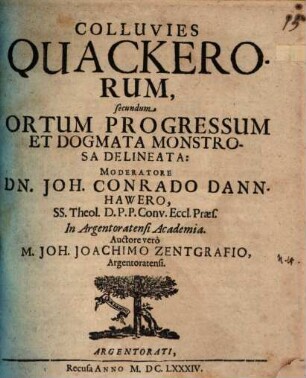 COLLUVIES
QUACKERO-
RUM,
secundum
ORTUM PROGRESSUM
ET DOGMATA MONSTRO-
SA DELINEATA:
MODERATORE
DN. JOH. CONRADO DANN-
HAWERO,
SS. Theol. D. P. P. Conv. Eccl. Præs.
In Argentoratensi Academia.
Auctore verò
M. JOH. JOACHIMO ZENTGRAFIO,
Argentoratensi.
ARGENTORATI,
Recusa ANNO M. DC. LXXXIV.